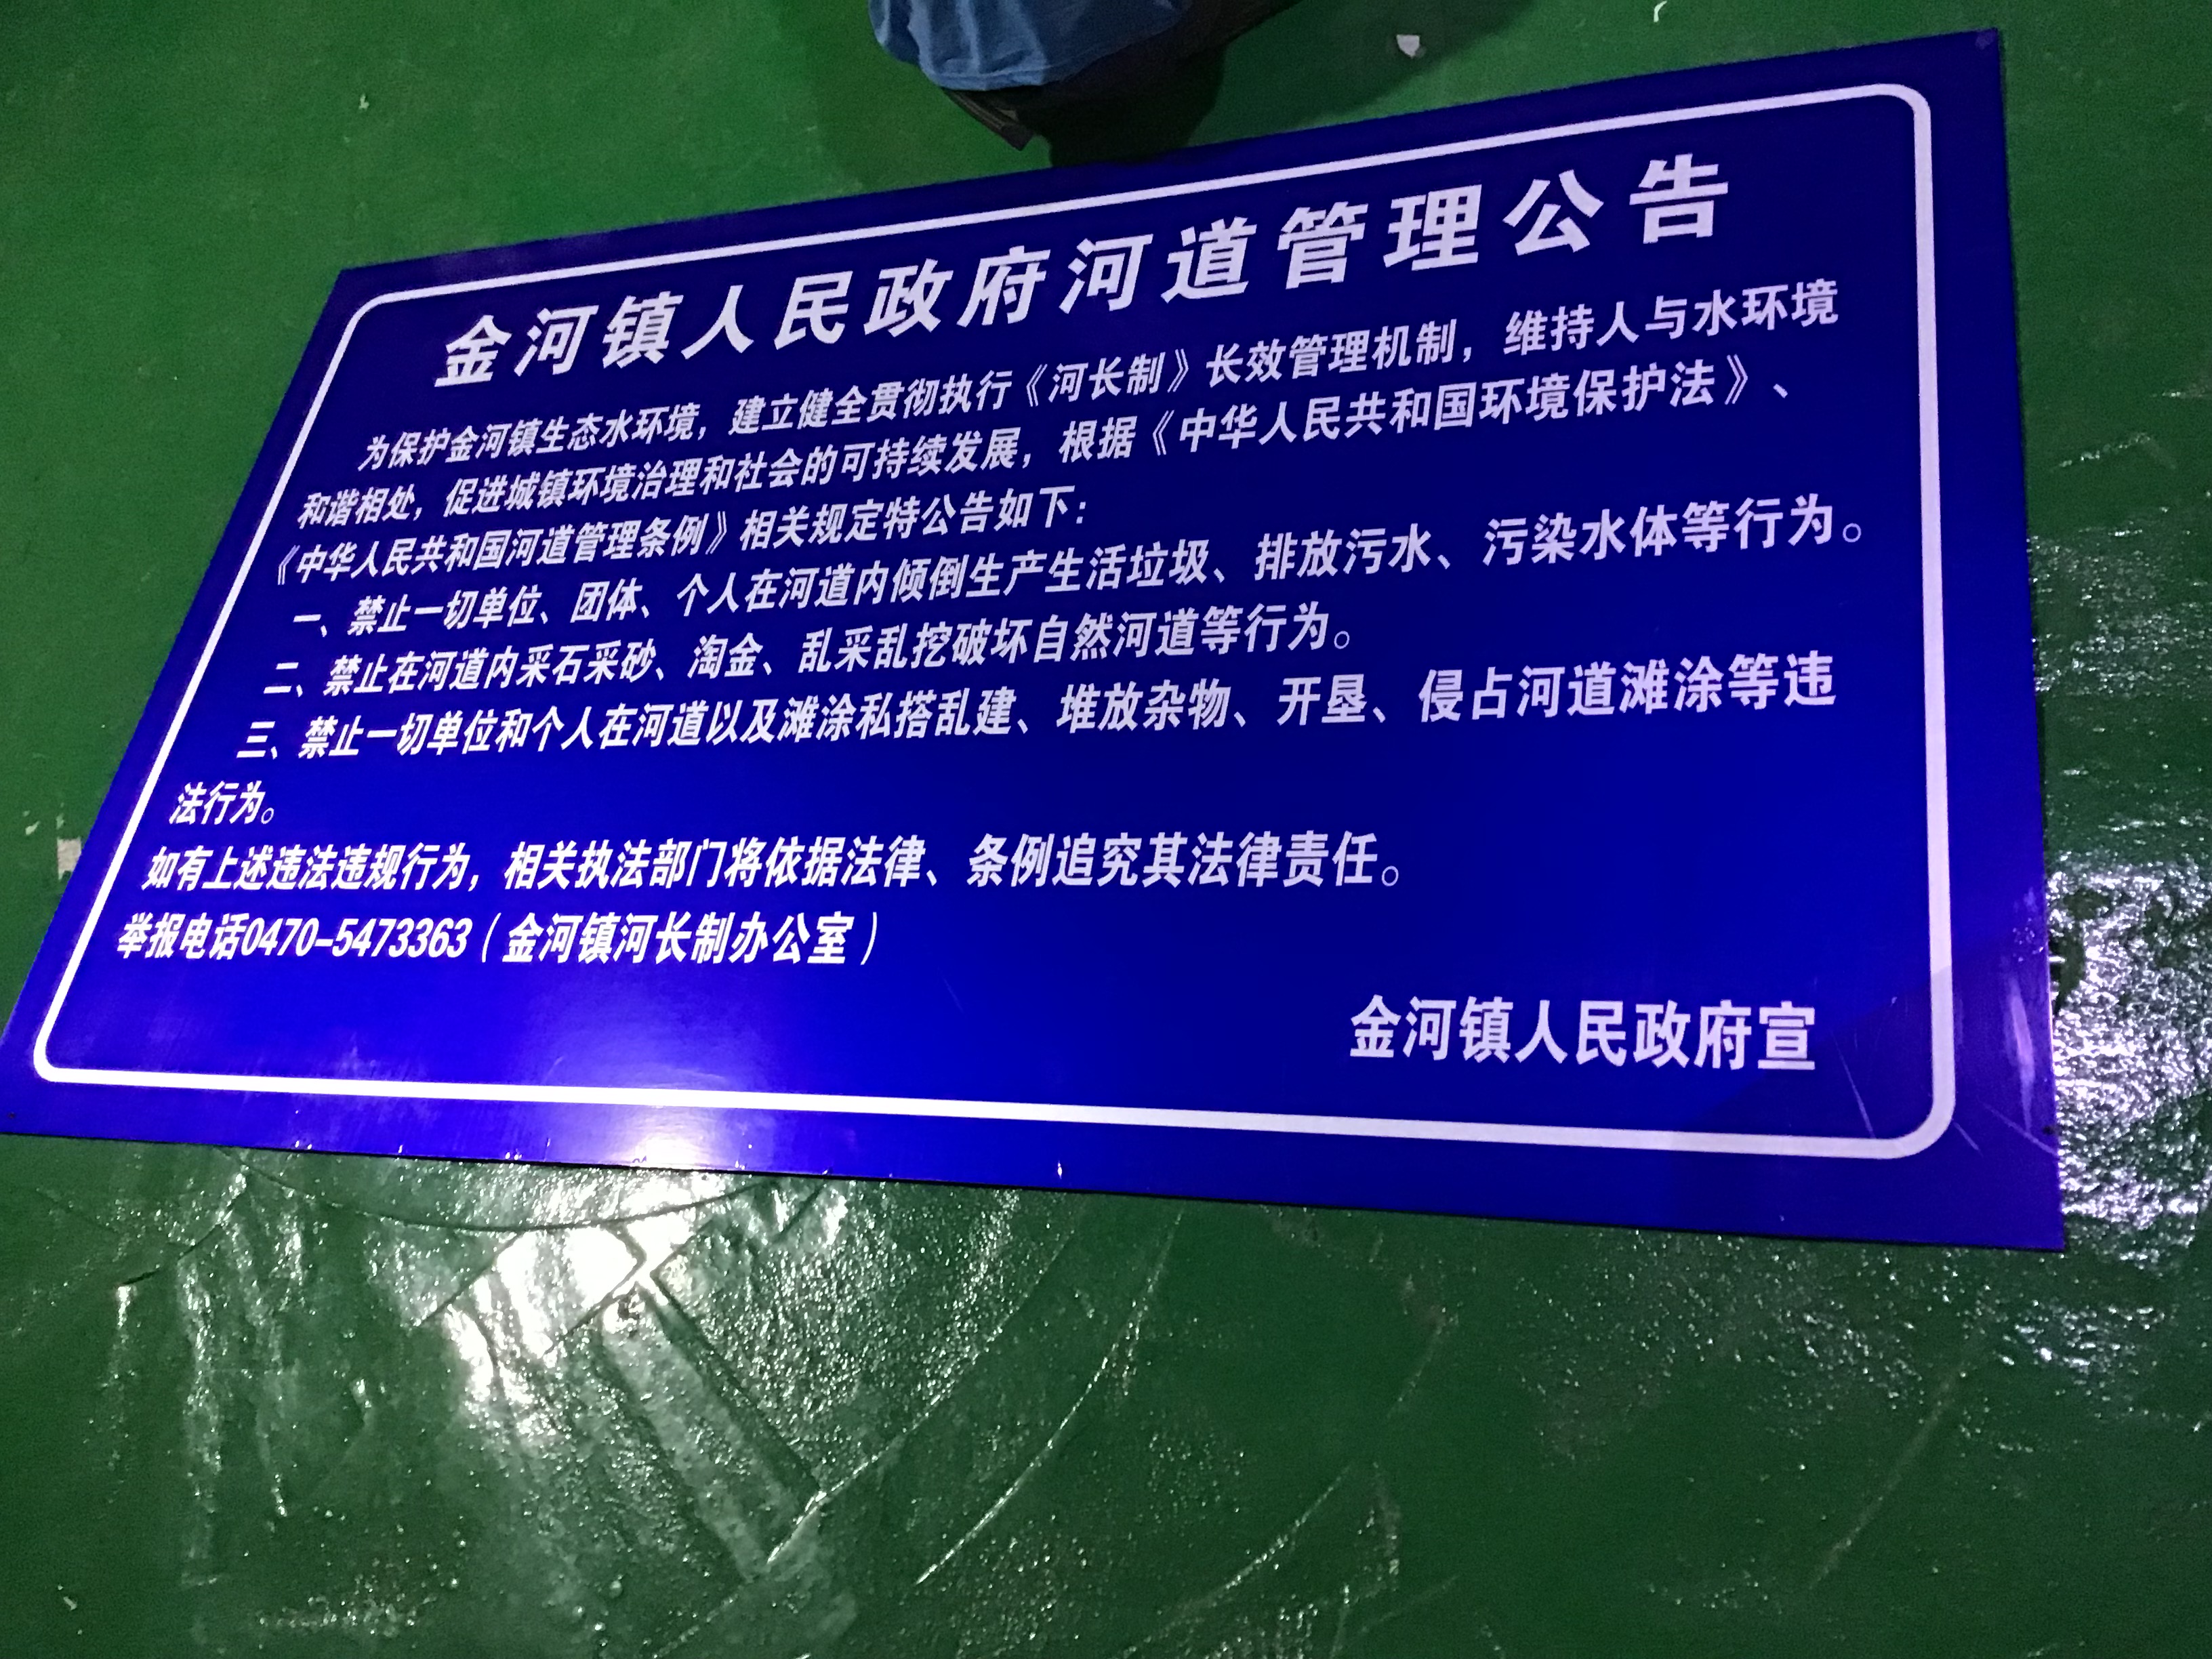 金河镇人民政府河道管理公告
为保护金河镇生态水环境，建立健全贯彻执行《河长制》长效管理机制，维持人与水环境
和谐相处，促进城镇环境治理和社会的可持续发展，根据《中华人民共和国环境保护法》、
《中华人民共和国河道管理条例》相关规定特公告如下：
一、禁止一切单位、团体、个人在河道内倾倒生产生活垃圾、排放污水、污染水体等行为。
二、禁止在河道内采石采砂、淘金、乱采乱挖破坏自然河道等行为。
三、禁止一切单位和个人在河道以及滩涂私搭乱建、堆放杂物、开垦、侵占河道滩涂等违
法行为。
如有上述违法违规行为，相关执法部门将依据法律、条例追究其法律责任。
举报电话0470-5473363（金河镇河长制办公室）
金河镇人民政府宣